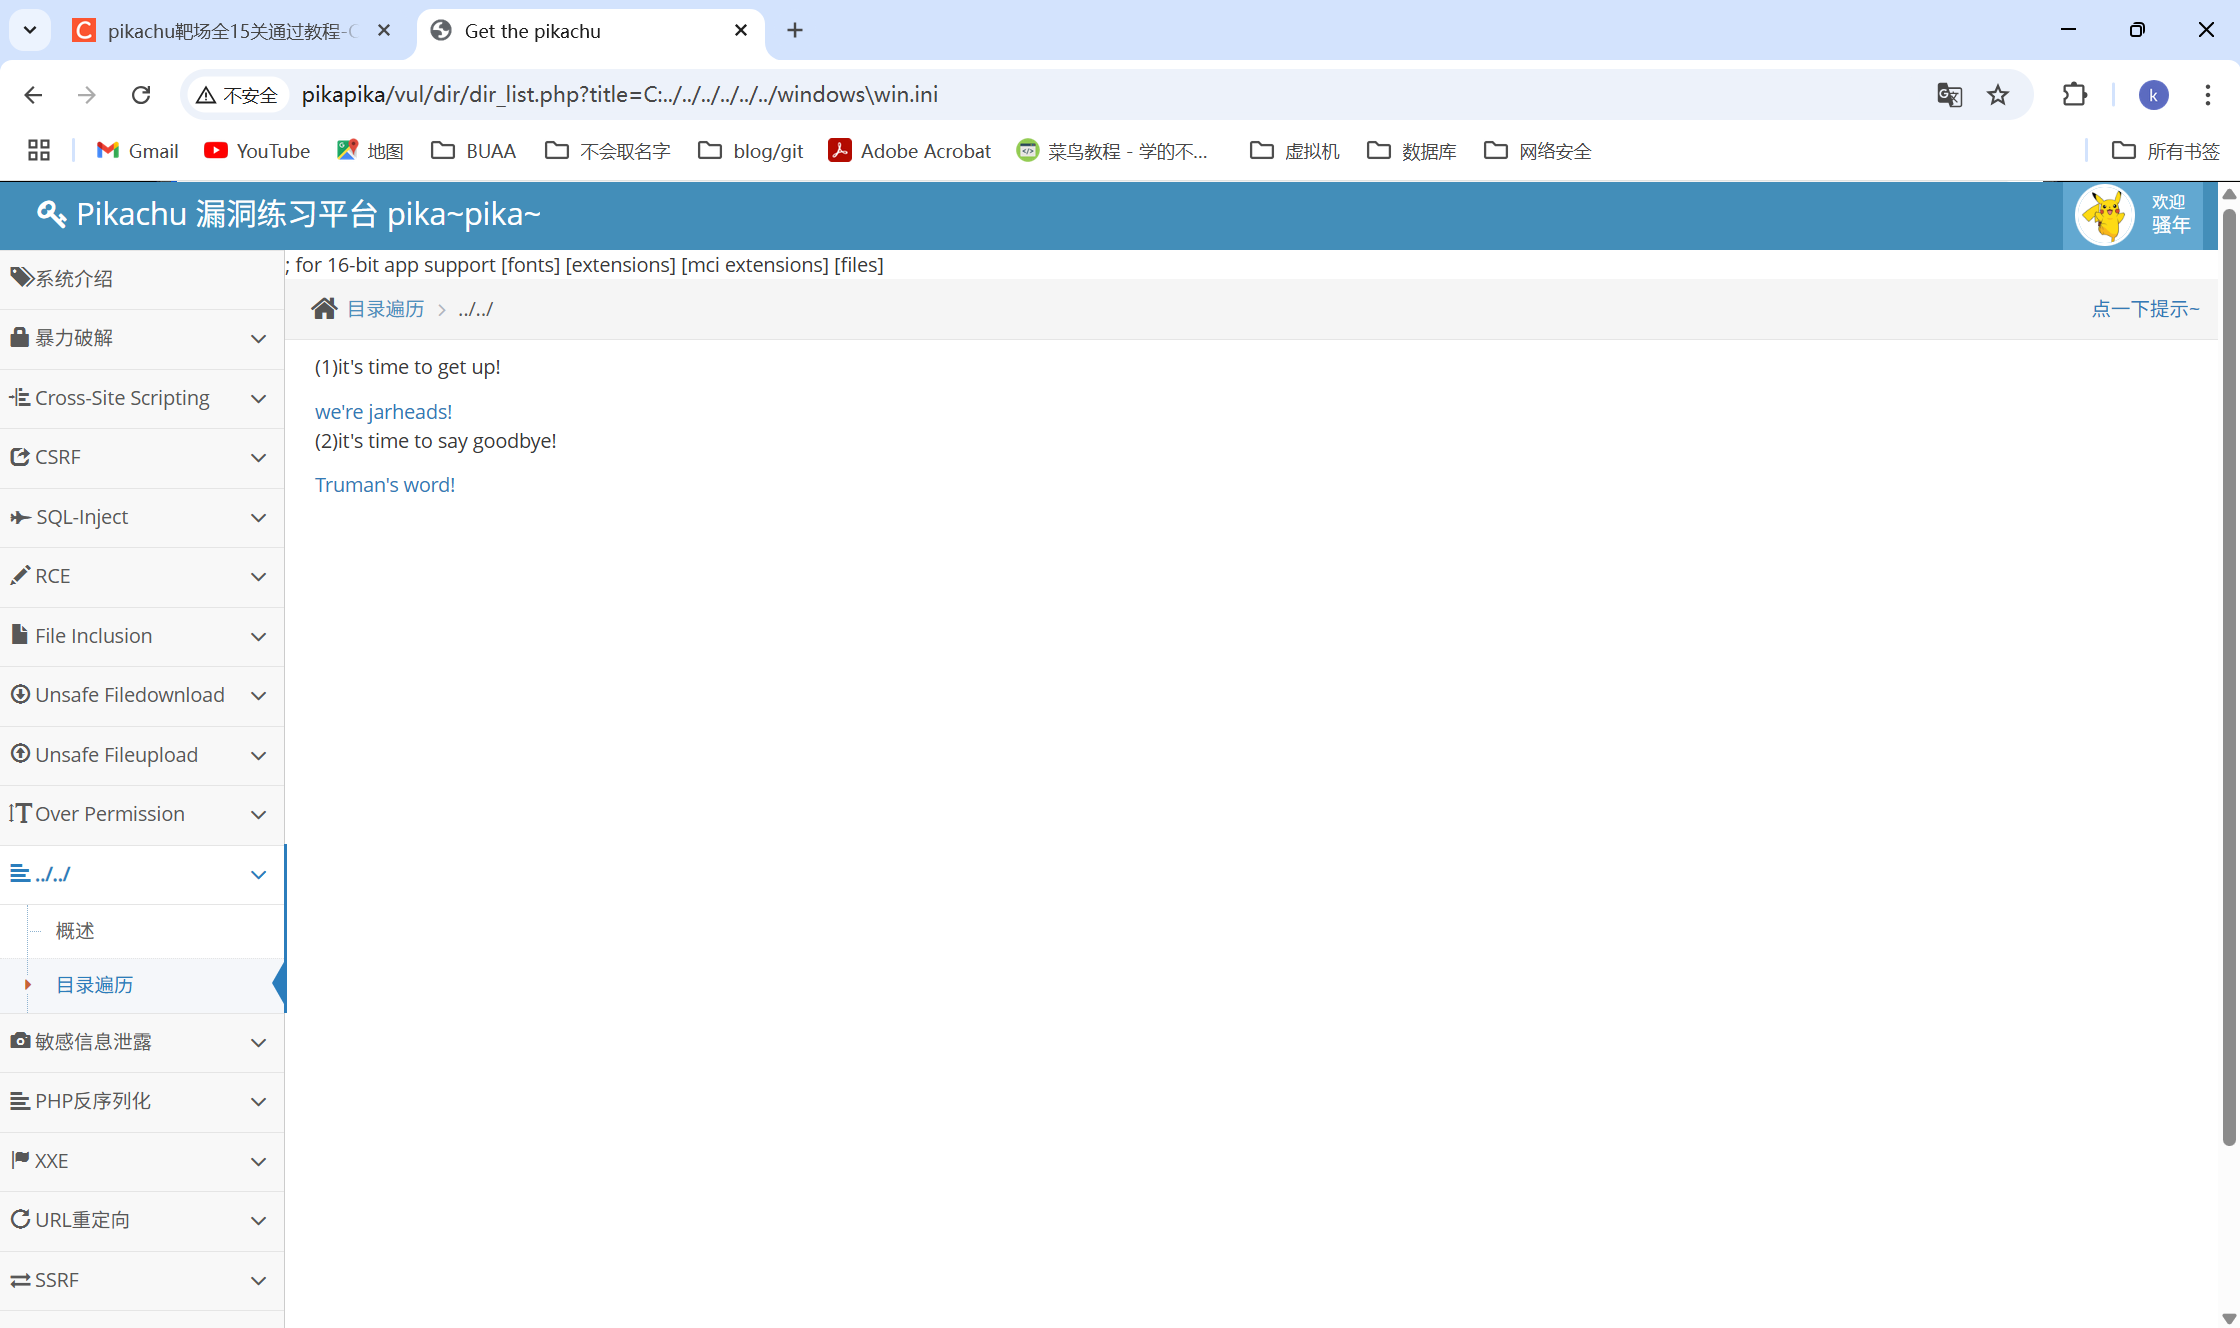 pikachu靶场全15关通过教程-C
Get the pikachu
不安全
pikapika/vul/dir/dir_list.php?title=C:../../../../../../windows\win.ini
k
Gmail
YouTube
地图
BUAA
不会取名字
blog/git
Adobe Acrobat
菜鸟教程 - 学的不...
虚拟机
数据库
网络安全
所有书签
Pikachu 漏洞练习平台 pika~pika~
欢迎
骚年
系统介绍
暴力破解
Cross-Site Scripting
CSRF
SQL-Inject
RCE
File Inclusion
Unsafe Filedownload
Unsafe Fileupload
Over Permission
../../
概述
目录遍历
敏感信息泄露
PHP反序列化
XXE
URL重定向
SSRF
; for 16-bit app support [fonts] [extensions] [mci extensions] [files]
目录遍历 > ../../
点一下提示~
(1)it's time to get up!
we're jarheads!
(2)it's time to say goodbye!
Truman's word!